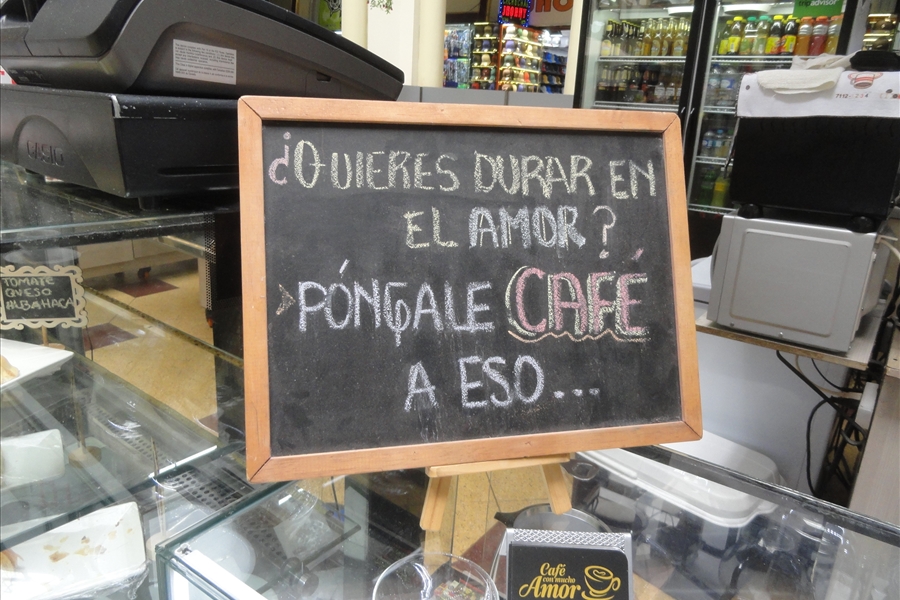 ¿QUIERES DURAR EN
EL AMOR?
PÓNGALE CAFÉ
A ESO...
TOMATE
QUESO
ALBAHACA
CASIO
Café
con mucho
Amor